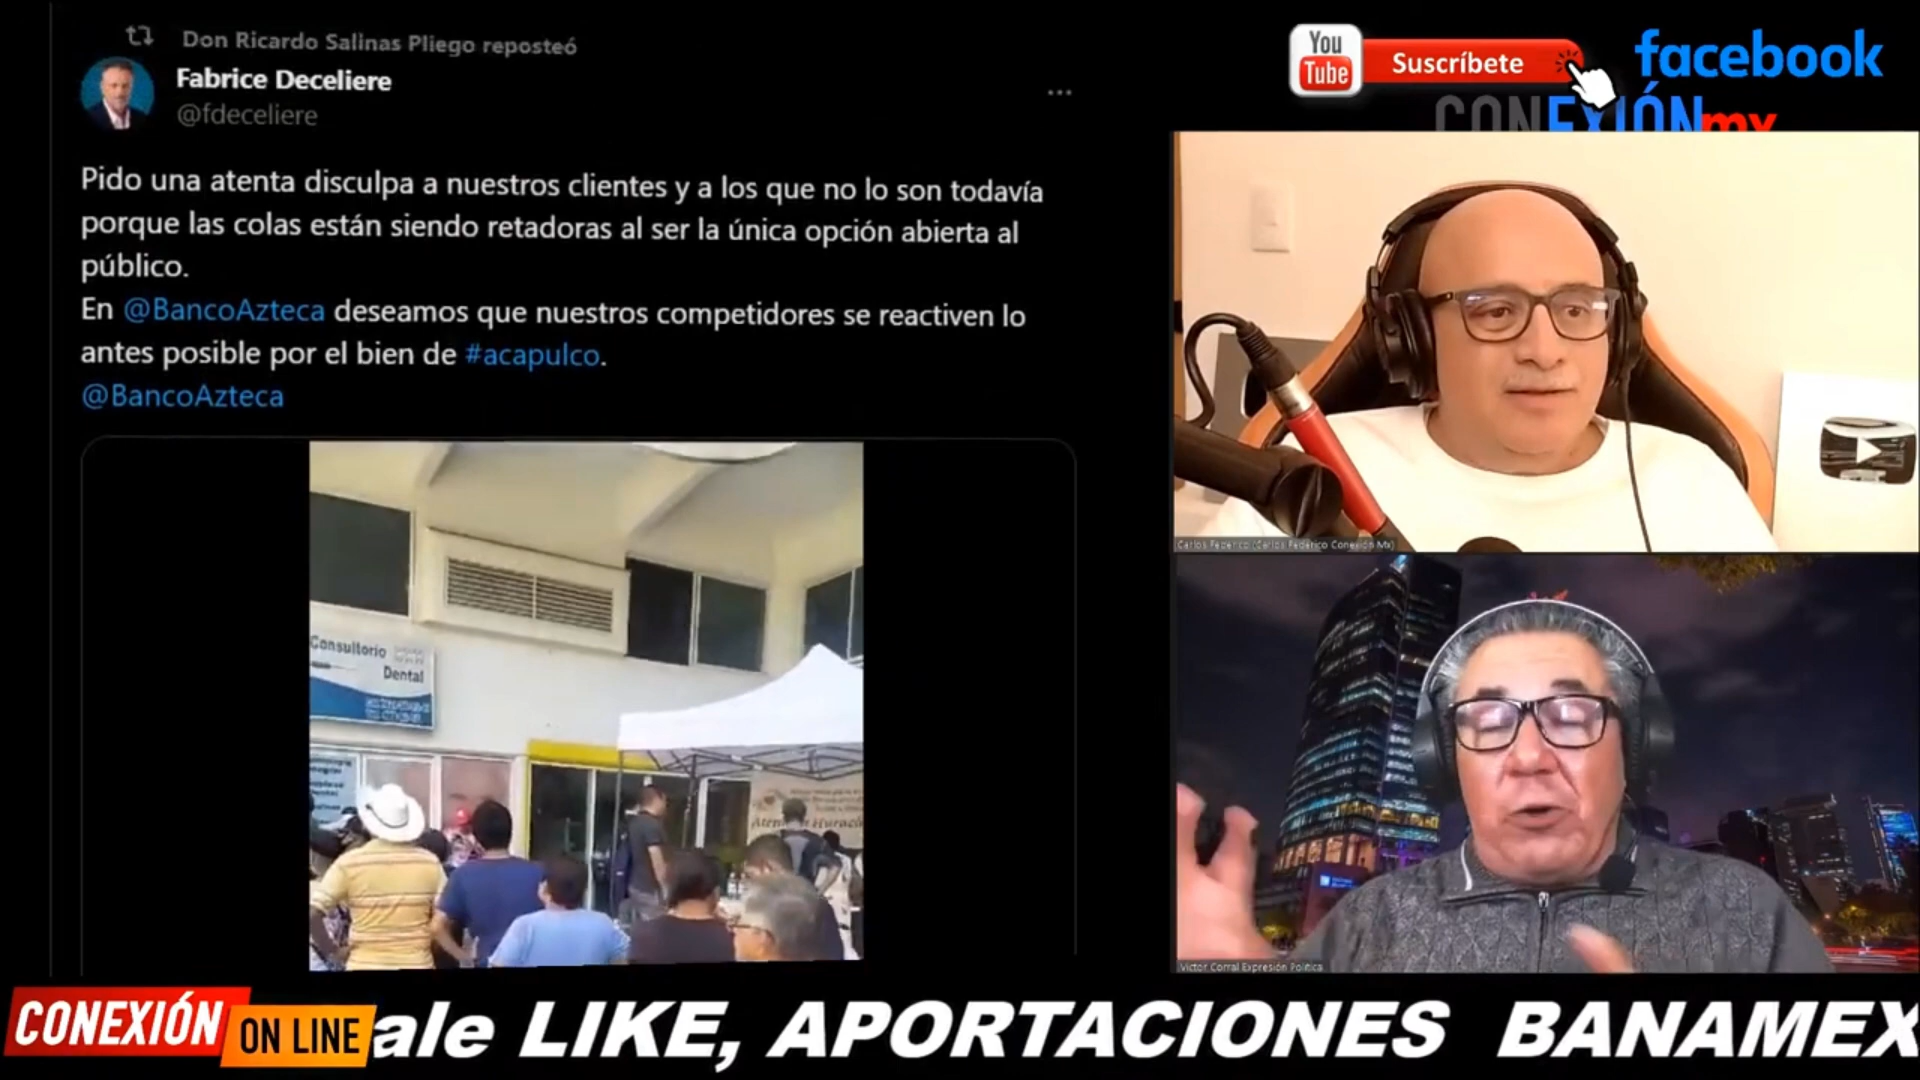 Don Ricardo Salinas Pliego reposteó
Fabrice Deceliere
@fdeceliere
Pido una atenta disculpa a nuestros clientes y a los que no lo son todavía
porque las colas están siendo retadoras al ser la única opción abierta al
público.
En @BancoAzteca deseamos que nuestros competidores se reactiven lo
antes posible por el bien de #acapulco.
@BancoAzteca
Consultorio
Dental
You
Tube
Suscríbete
facebook
CONEXIÓNmx
Carlos Federico (Carlos Federico Conexión Mx)
Victor Corral Expresión Política
CONEXIÓN
ON LINE
ale LIKE, APORTACIONES BANAMEX